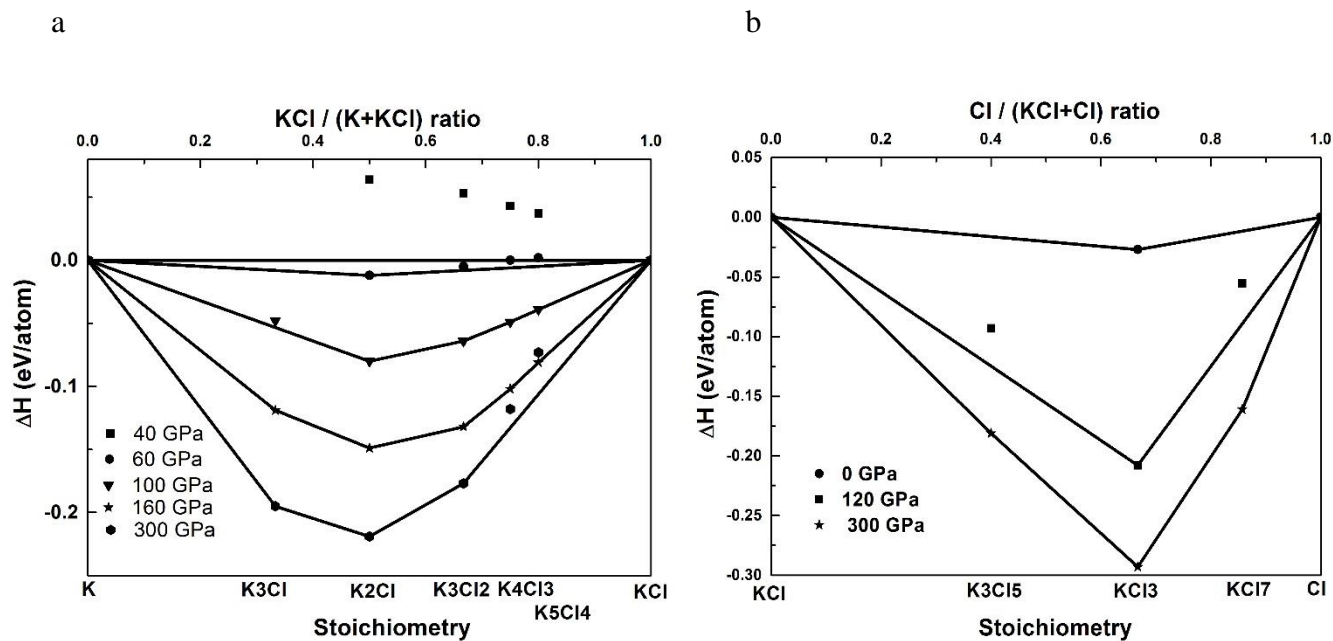 a
KCl / (K+KCl) ratio
0.0 0.2 0.4 0.6 0.8 1.0
ΔH (eV/atom)
0.0
-0.1
-0.2
40 GPa
60 GPa
100 GPa
160 GPa
300 GPa
K K3Cl K2Cl K3Cl2 K4Cl3 KCl
K5Cl4
Stoichiometry
b
Cl / (KCl+Cl) ratio
0.0 0.2 0.4 0.6 0.8 1.0
ΔH (eV/atom)
0.05
0.00
-0.05
-0.10
-0.15
-0.20
-0.25
-0.30
0 GPa
120 GPa
300 GPa
KCl K3Cl5 KCl3 KCl7 Cl
Stoichiometry